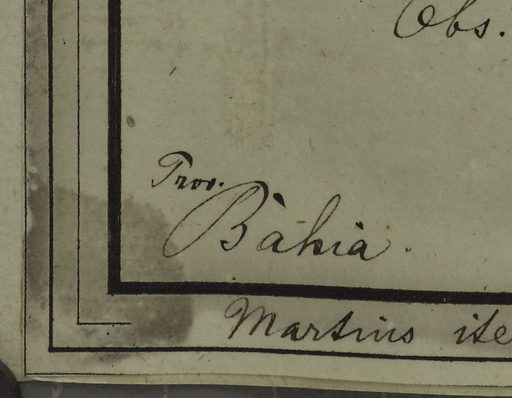 Obs.
Prov.
Bahia.
Martius ite